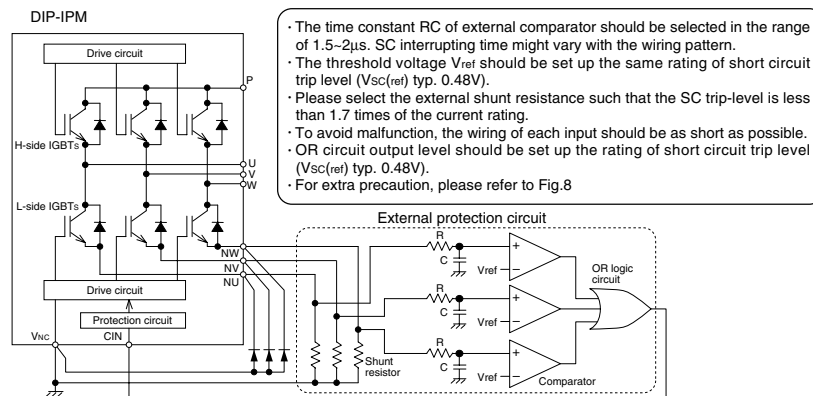 DIP-IPM
Drive circuit
P
H-side IGBTs
U
V
W
L-side IGBTs
NW
NV
NU
Drive circuit
Protection circuit
VNC
CIN
· The time constant RC of external comparator should be selected in the range
of 1.5~2μs. SC interrupting time might vary with the wiring pattern.
· The threshold voltage Vref should be set up the same rating of short circuit
trip level (VSC(ref) typ. 0.48V).
· Please select the external shunt resistance such that the SC trip-level is less
than 1.7 times of the current rating.
· To avoid malfunction, the wiring of each input should be as short as possible.
· OR circuit output level should be set up the rating of short circuit trip level
(VSC(ref) typ. 0.48V).
· For extra precaution, please refer to Fig.8
External protection circuit
R
C
Vref
+
−
OR logic
circuit
R
C
Vref
+
−
R
C
Vref
+
−
Shunt
resistor
Comparator